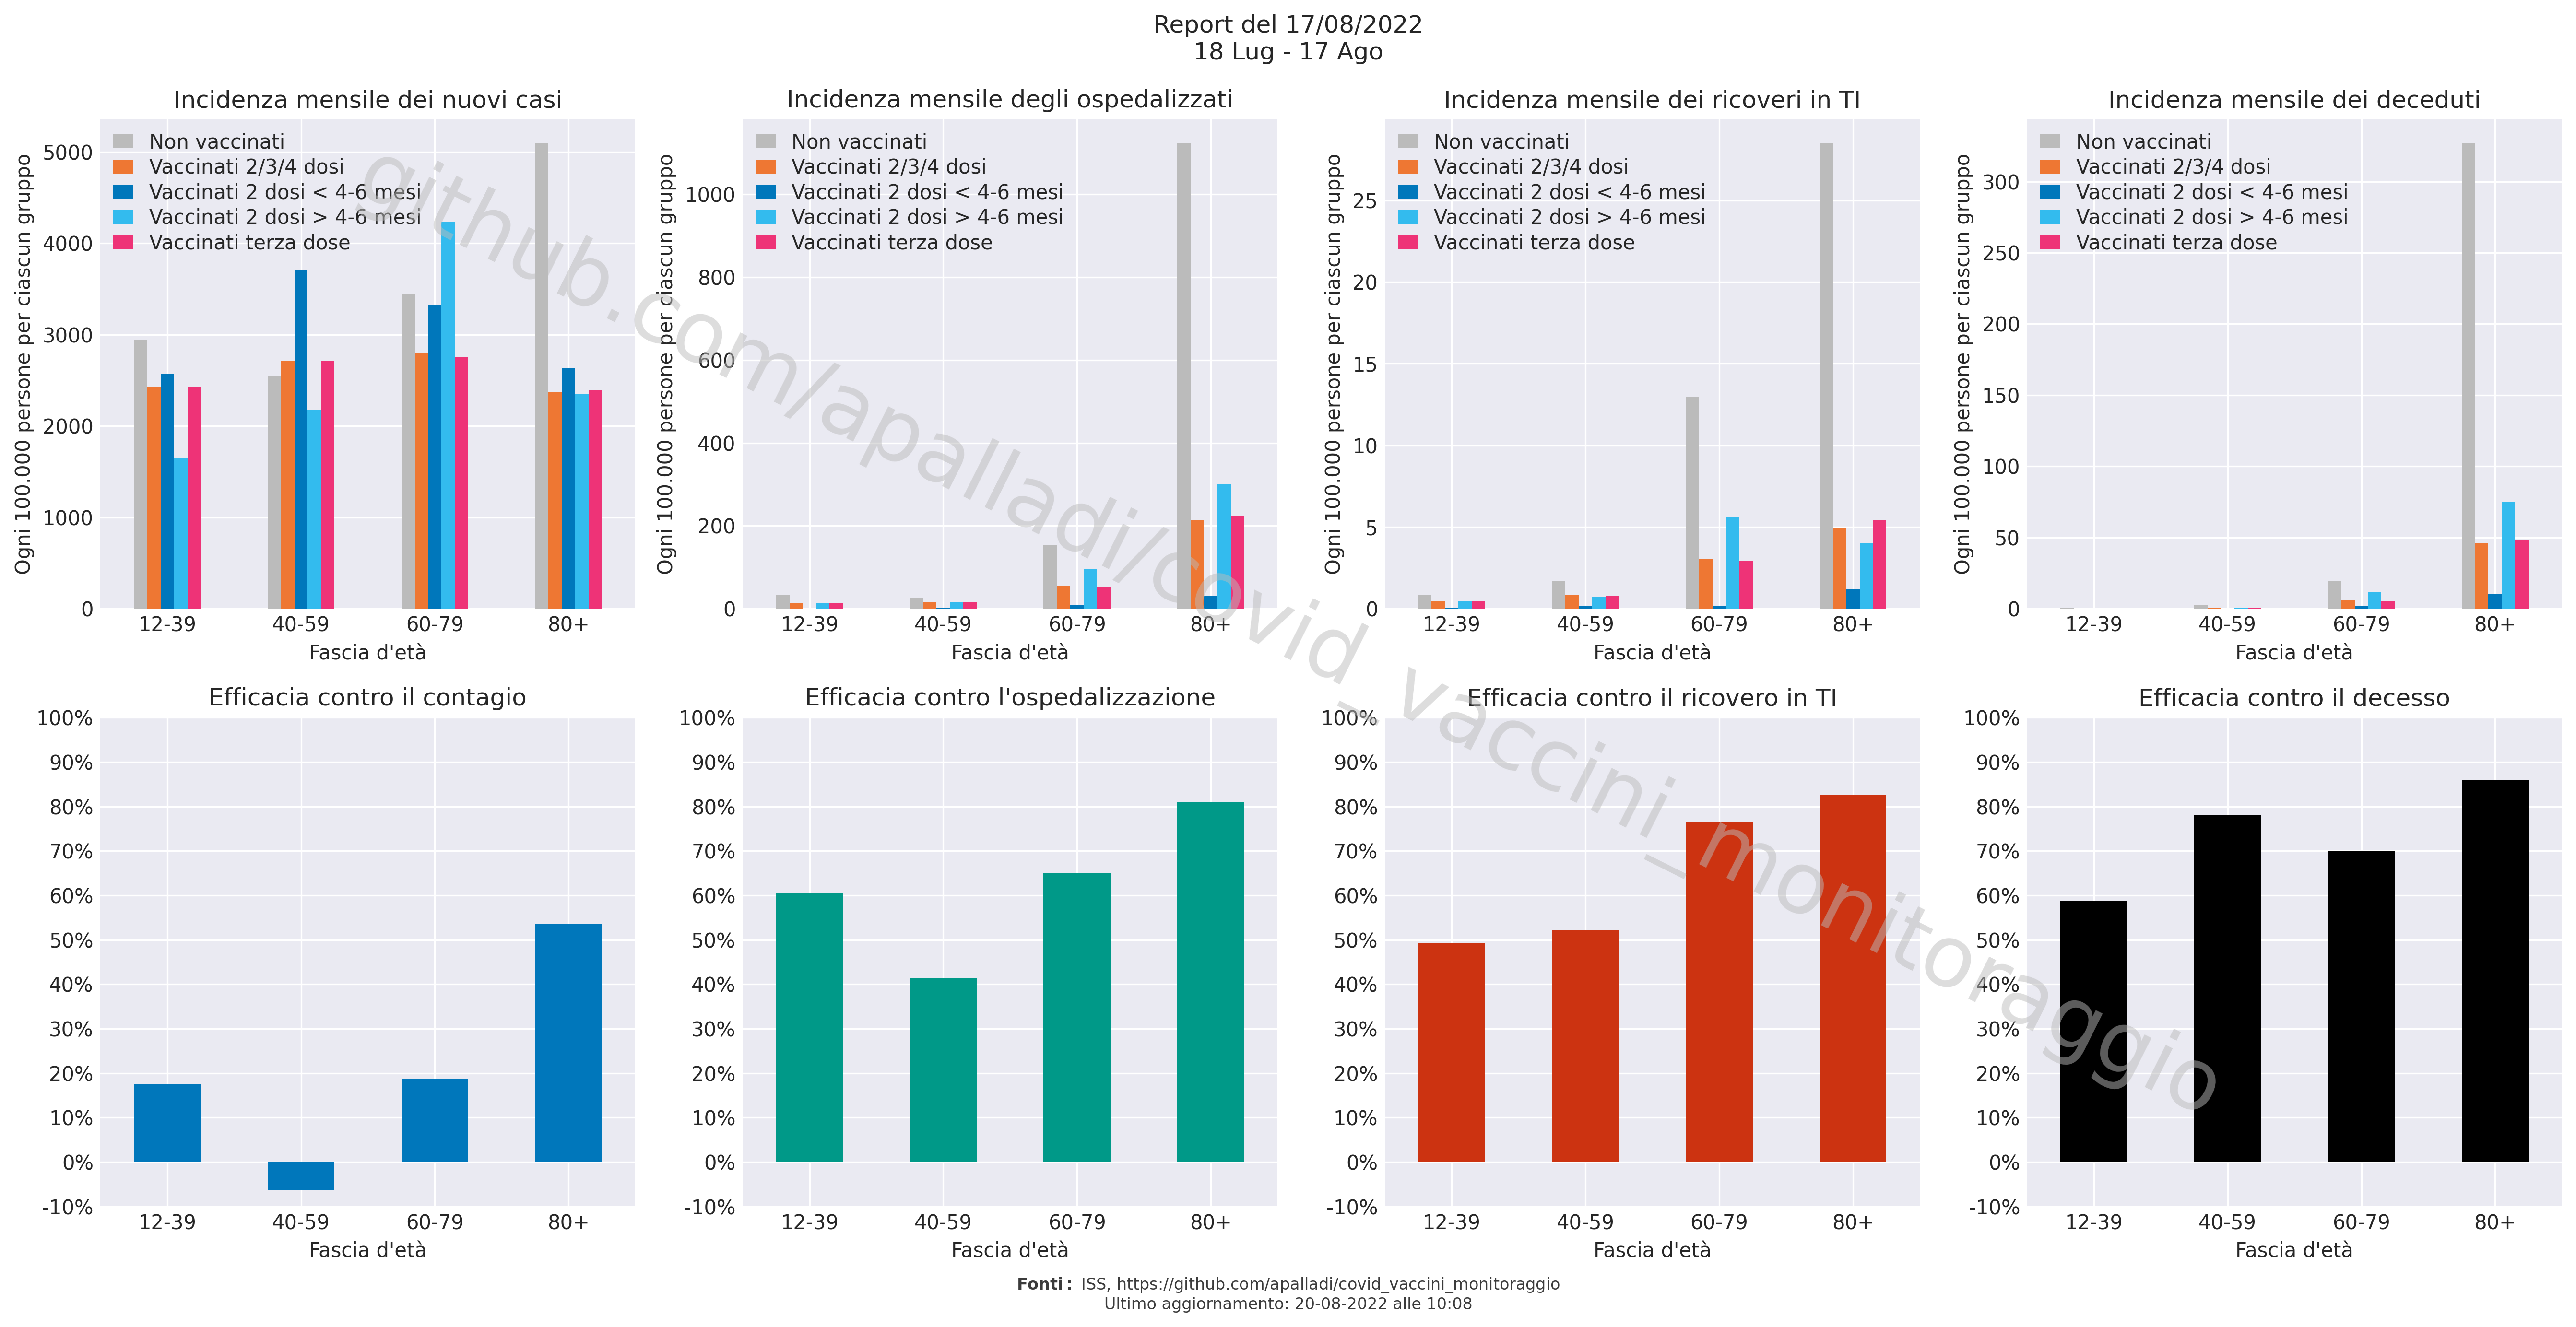 Report del 17/08/2022
18 Lug - 17 Ago
Incidenza mensile dei nuovi casi
Ogni 100.000 persone per ciascun gruppo
5000
4000
3000
2000
1000
0
Non vaccinati
Vaccinati 2/3/4 dosi
Vaccinati 2 dosi < 4-6 mesi
Vaccinati 2 dosi > 4-6 mesi
Vaccinati terza dose
12-39 40-59 60-79 80+
Fascia d'età
Incidenza mensile degli ospedalizzati
Ogni 100.000 persone per ciascun gruppo
1000
800
600
400
200
0
Non vaccinati
Vaccinati 2/3/4 dosi
Vaccinati 2 dosi < 4-6 mesi
Vaccinati 2 dosi > 4-6 mesi
Vaccinati terza dose
12-39 40-59 60-79 80+
Fascia d'età
Incidenza mensile dei ricoveri in TI
Ogni 100.000 persone per ciascun gruppo
25
20
15
10
5
0
Non vaccinati
Vaccinati 2/3/4 dosi
Vaccinati 2 dosi < 4-6 mesi
Vaccinati 2 dosi > 4-6 mesi
Vaccinati terza dose
12-39 40-59 60-79 80+
Fascia d'età
Incidenza mensile dei deceduti
Ogni 100.000 persone per ciascun gruppo
300
250
200
150
100
50
0
Non vaccinati
Vaccinati 2/3/4 dosi
Vaccinati 2 dosi < 4-6 mesi
Vaccinati 2 dosi > 4-6 mesi
Vaccinati terza dose
12-39 40-59 60-79 80+
Fascia d'età
Efficacia contro il contagio
100%
90%
80%
70%
60%
50%
40%
30%
20%
10%
0%
-10%
12-39 40-59 60-79 80+
Fascia d'età
Efficacia contro l'ospedalizzazione
100%
90%
80%
70%
60%
50%
40%
30%
20%
10%
0%
-10%
12-39 40-59 60-79 80+
Fascia d'età
Efficacia contro il ricovero in TI
100%
90%
80%
70%
60%
50%
40%
30%
20%
10%
0%
-10%
12-39 40-59 60-79 80+
Fascia d'età
Efficacia contro il decesso
100%
90%
80%
70%
60%
50%
40%
30%
20%
10%
0%
-10%
12-39 40-59 60-79 80+
Fascia d'età
github.com/apalladi/covid_vaccini_monitoraggio
Fonti: ISS, https://github.com/apalladi/covid_vaccini_monitoraggio
Ultimo aggiornamento: 20-08-2022 alle 10:08